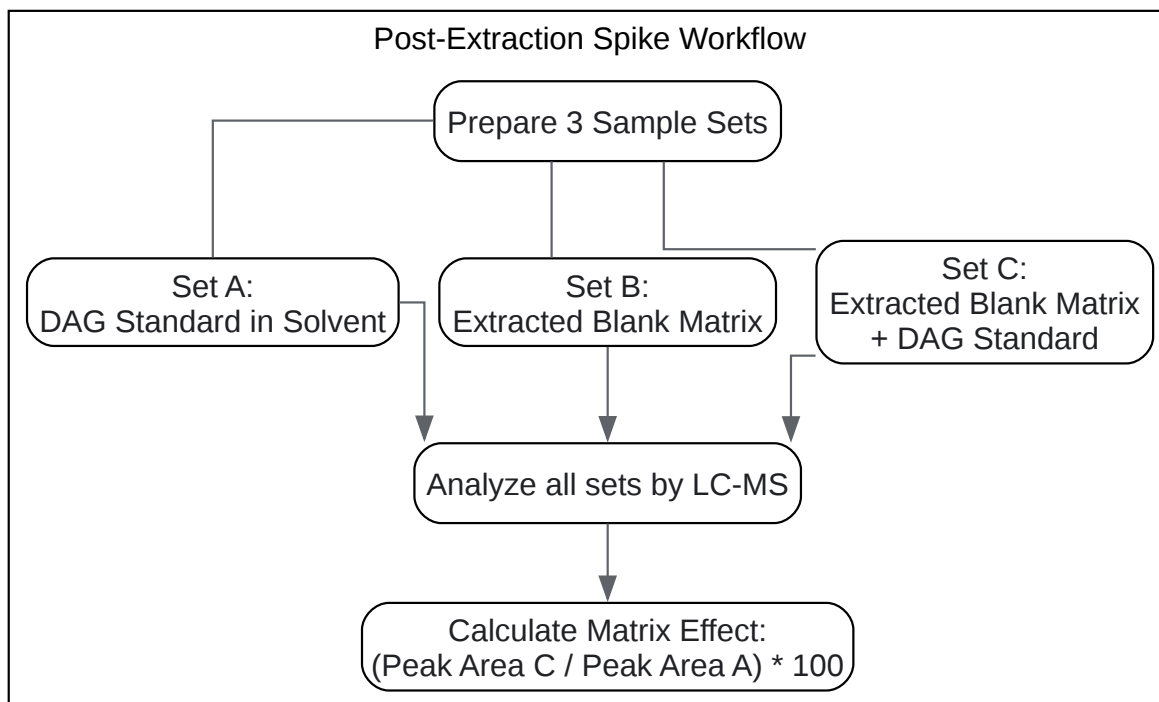 Post-Extraction Spike Workflow
Prepare 3 Sample Sets
Set A:
DAG Standard in Solvent
Set B:
Extracted Blank Matrix
Set C:
Extracted Blank Matrix
+ DAG Standard
Analyze all sets by LC-MS
Calculate Matrix Effect:
(Peak Area C / Peak Area A) * 100